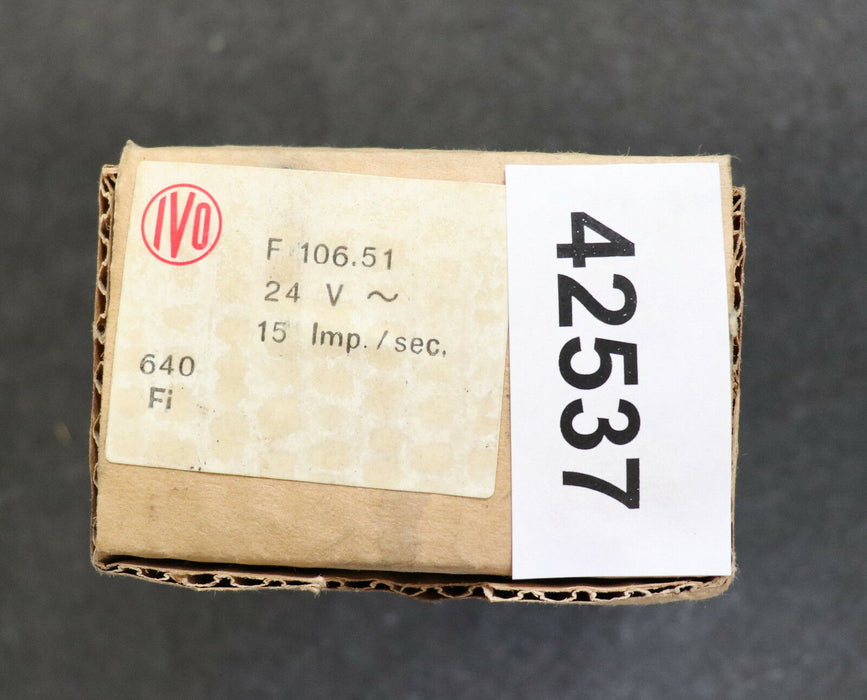 IVO
F 106.51
24 V ~
15 Imp./sec.
640
Fi
42537